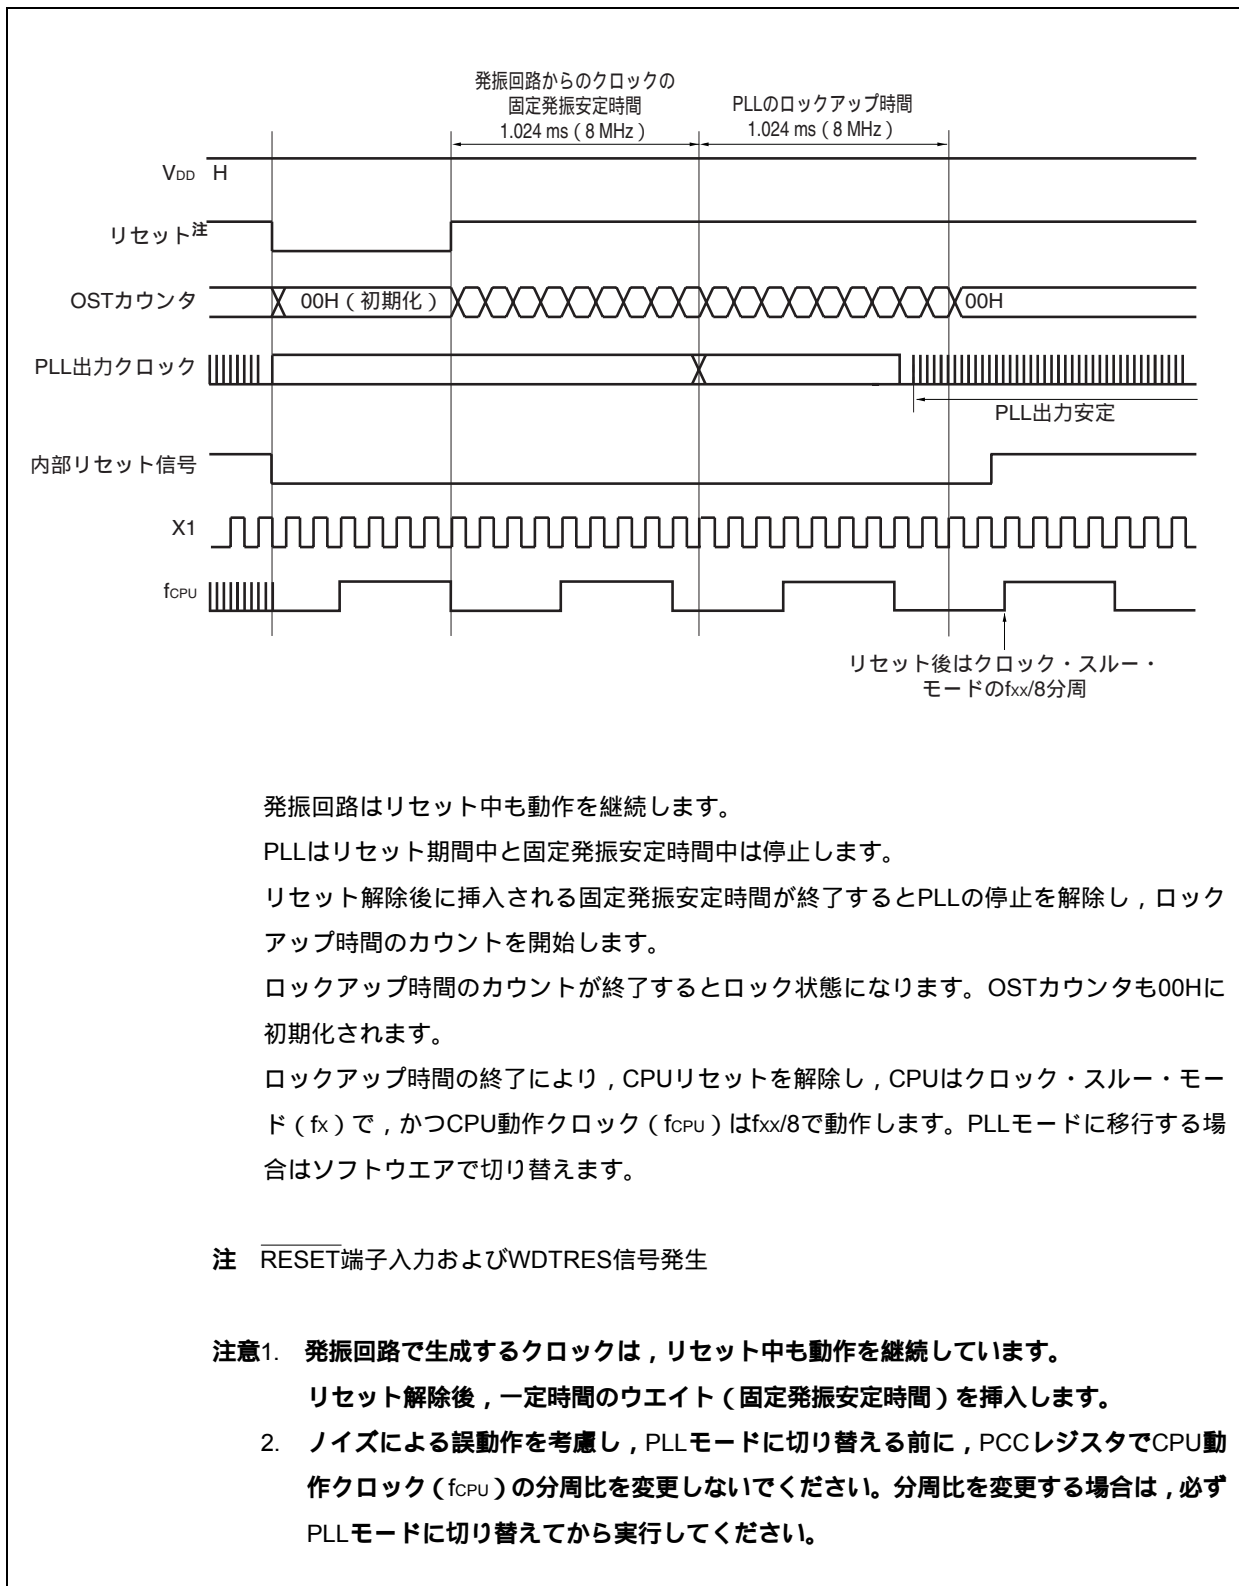 発振回路からのクロックの
固定発振安定時間
1.024 ms（8 MHz）
PLLのロックアップ時間
1.024 ms（8 MHz）
VDD H
リセット注
OSTカウンタ 00H（初期化） 00H
PLL出力クロック
PLL出力安定
内部リセット信号
X1
fCPU
リセット後はクロック・スルー・
モードのfXX/8分周
発振回路はリセット中も動作を継続します。
PLLはリセット期間中と固定発振安定時間中は停止します。
リセット解除後に挿入される固定発振安定時間が終了するとPLLの停止を解除し，ロック
アップ時間のカウントを開始します。
ロックアップ時間のカウントが終了するとロック状態になります。OSTカウンタも00Hに
初期化されます。
ロックアップ時間の終了により，CPUリセットを解除し，CPUはクロック・スルー・モー
ド（fX）で，かつCPU動作クロック（fCPU）はfXX/8で動作します。PLLモードに移行する場
合はソフトウエアで切り替えます。
注 RESET端子入力およびWDTRES信号発生
注意1. 発振回路で生成するクロックは，リセット中も動作を継続しています。
リセット解除後，一定時間のウエイト（固定発振安定時間）を挿入します。
2. ノイズによる誤動作を考慮し，PLLモードに切り替える前に，PCCレジスタでCPU動
作クロック（fCPU）の分周比を変更しないでください。分周比を変更する場合は，必ず
PLLモードに切り替えてから実行してください。